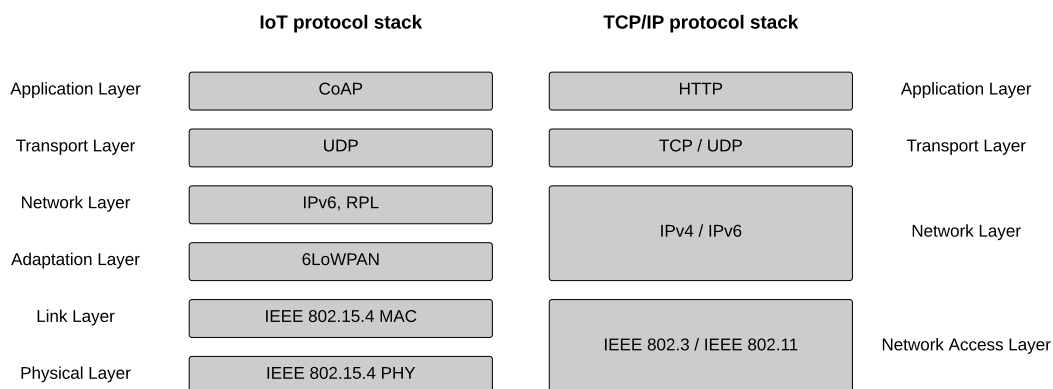 IoT protocol stack TCP/IP protocol stack
Application Layer CoAP HTTP Application Layer
Transport Layer UDP TCP / UDP Transport Layer
Network Layer IPv6, RPL
IPv4 / IPv6 Network Layer
Adaptation Layer 6LoWPAN
Link Layer IEEE 802.15.4 MAC
IEEE 802.3 / IEEE 802.11 Network Access Layer
Physical Layer IEEE 802.15.4 PHY